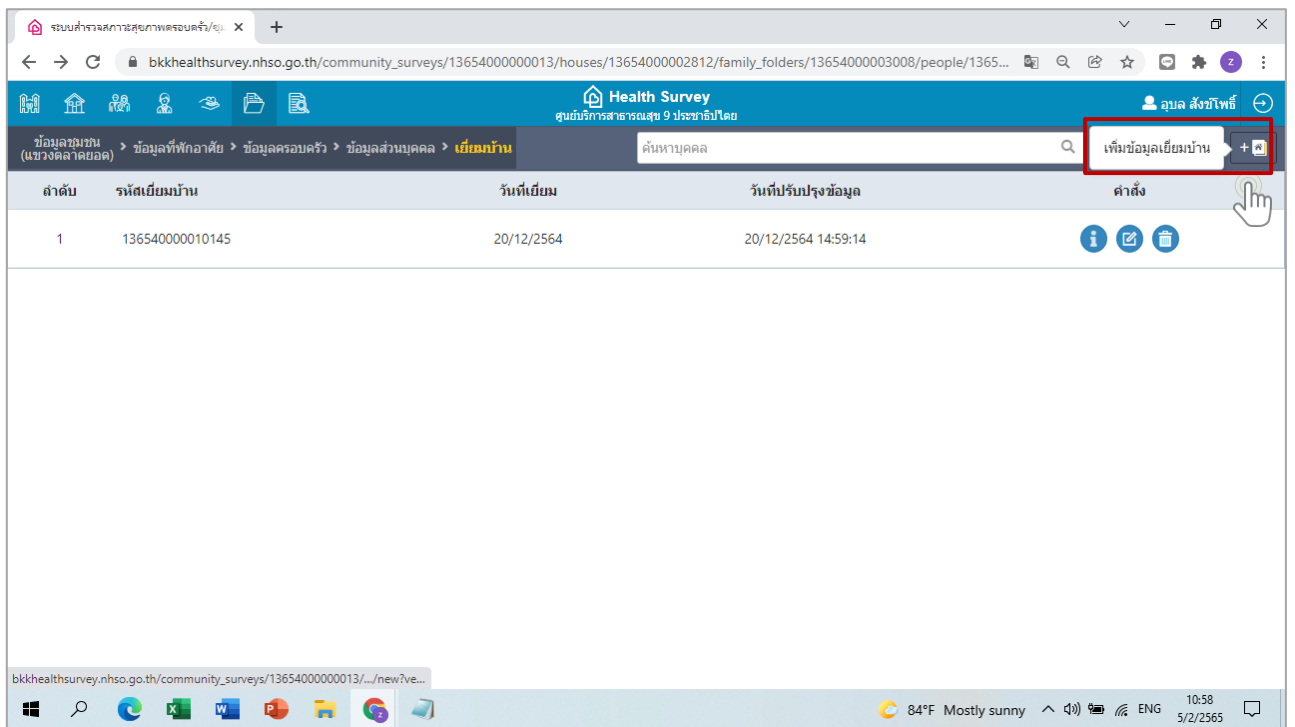 ระบบสำรวจสภาวะสุขภาพครอบครัว/ชุม
bkkhealthsurvey.nhso.go.th/community_surveys/13654000000013/houses/13654000002812/family_folders/13654000003008/people/1365...
Z
Health Survey
ศูนย์บริการสาธารณสุข 9 ประชาธิปไตย
อุบล สังข์โพธิ์
ข้อมูลชุมชน
(แขวงตลาดยอด) > ข้อมูลที่พักอาศัย > ข้อมูลครอบครัว > ข้อมูลส่วนบุคคล > เยี่ยมบ้าน
ค้นหาบุคคล
เพิ่มข้อมูลเยี่ยมบ้าน
ลำดับ รหัสเยี่ยมบ้าน วันที่เยี่ยม วันที่ปรับปรุงข้อมูล คำสั่ง
1 136540000010145 20/12/2564 20/12/2564 14:59:14
bkkhealthsurvey.nhso.go.th/community_surveys/13654000000013/.../new?ve...
84°F Mostly sunny ENG 10:58
5/2/2565